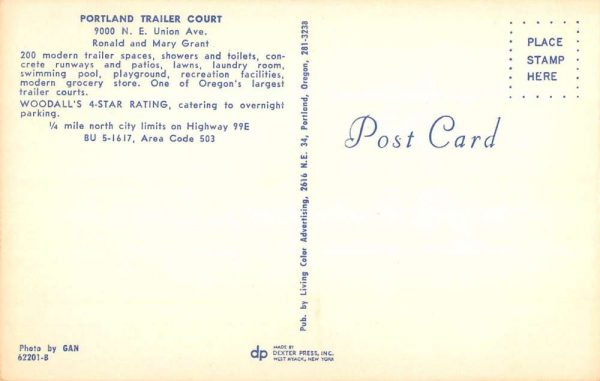 PORTLAND TRAILER COURT
9000 N. E. Union Ave.
Ronald and Mary Grant
200 modern trailer spaces, showers and toilets, con-
crete runways and patios, lawns, laundry room,
swimming pool, playground, recreation facilities,
modern grocery store. One of Oregon's largest
trailer courts.
WOODALL'S 4-STAR RATING, catering to overnight
parking.
¼ mile north city limits on Highway 99E
BU 5-1617, Area Code 503
Photo by GAN
62201-B
Pub. by Living Color Advertising, 2616 N.E. 34, Portland, Oregon, 281-3238
dp
MADE BY
DEXTER PRESS, INC.
WEST NYACK, NEW YORK
Post Card
PLACE
STAMP
HERE